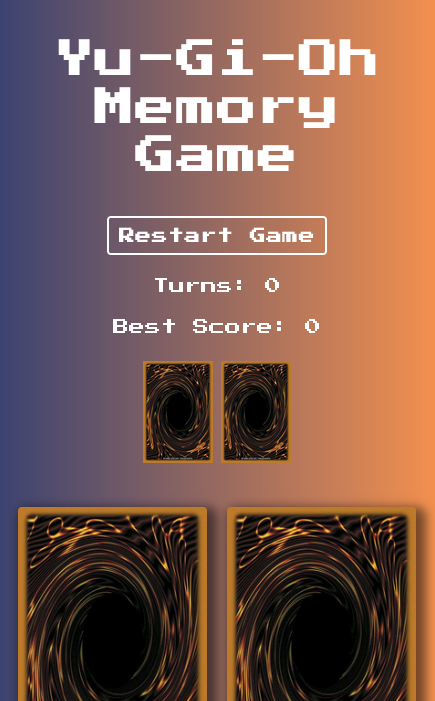 Yu-Gi-Oh
Memory
Game
Restart Game
Turns: 0
Best Score: 0